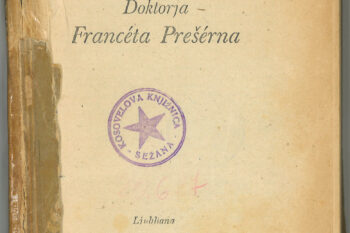 Doktorja –
Francéta Prešérna
KOSOVELOVA KNJIŽNICA
- SEŽANA -
Ljubljana